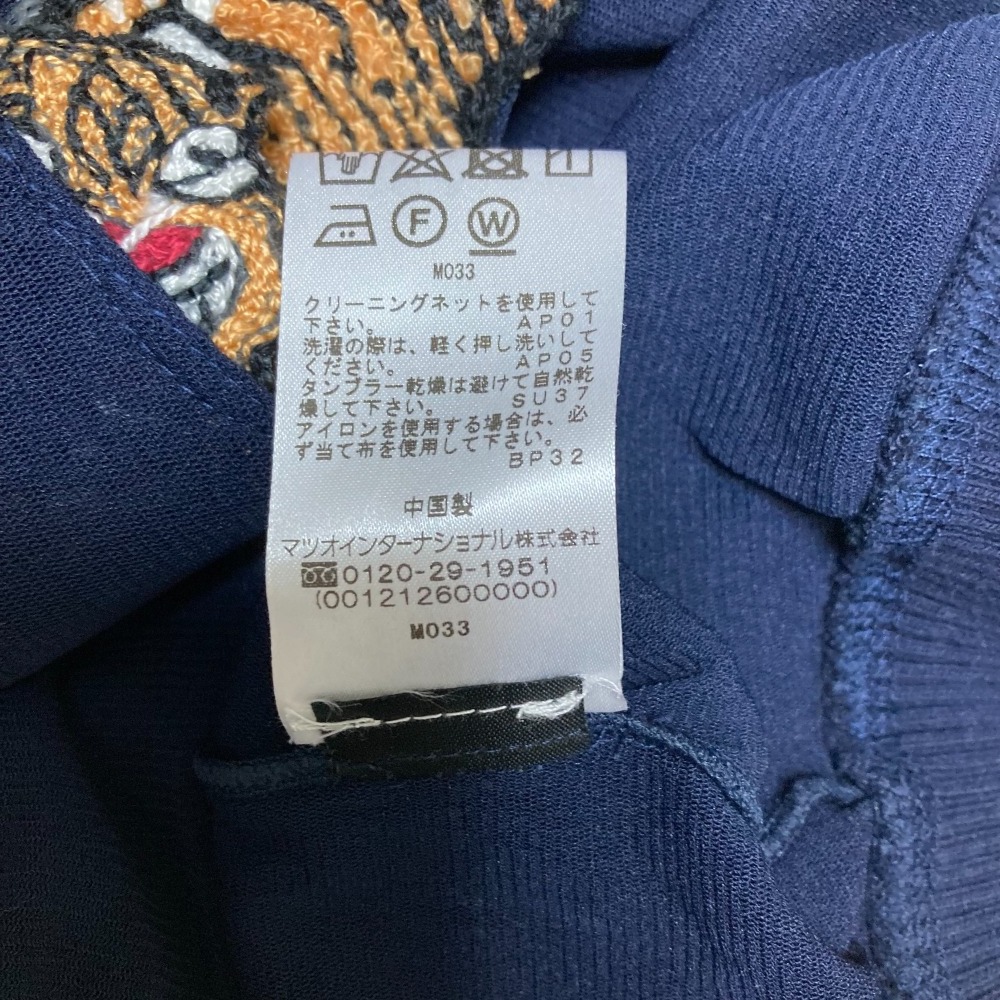 F W
M033
クリーニングネットを使用して
下さい。 AP01
洗濯の際は、軽く押し洗いして
ください。 AP05
タンブラー乾燥は避けて自然乾
燥して下さい。 SU37
アイロンを使用する場合は、必
ず当て布を使用して下さい。
BP32
中国製
マツオインターナショナル株式会社
0120-29-1951
(001212600000)
M033